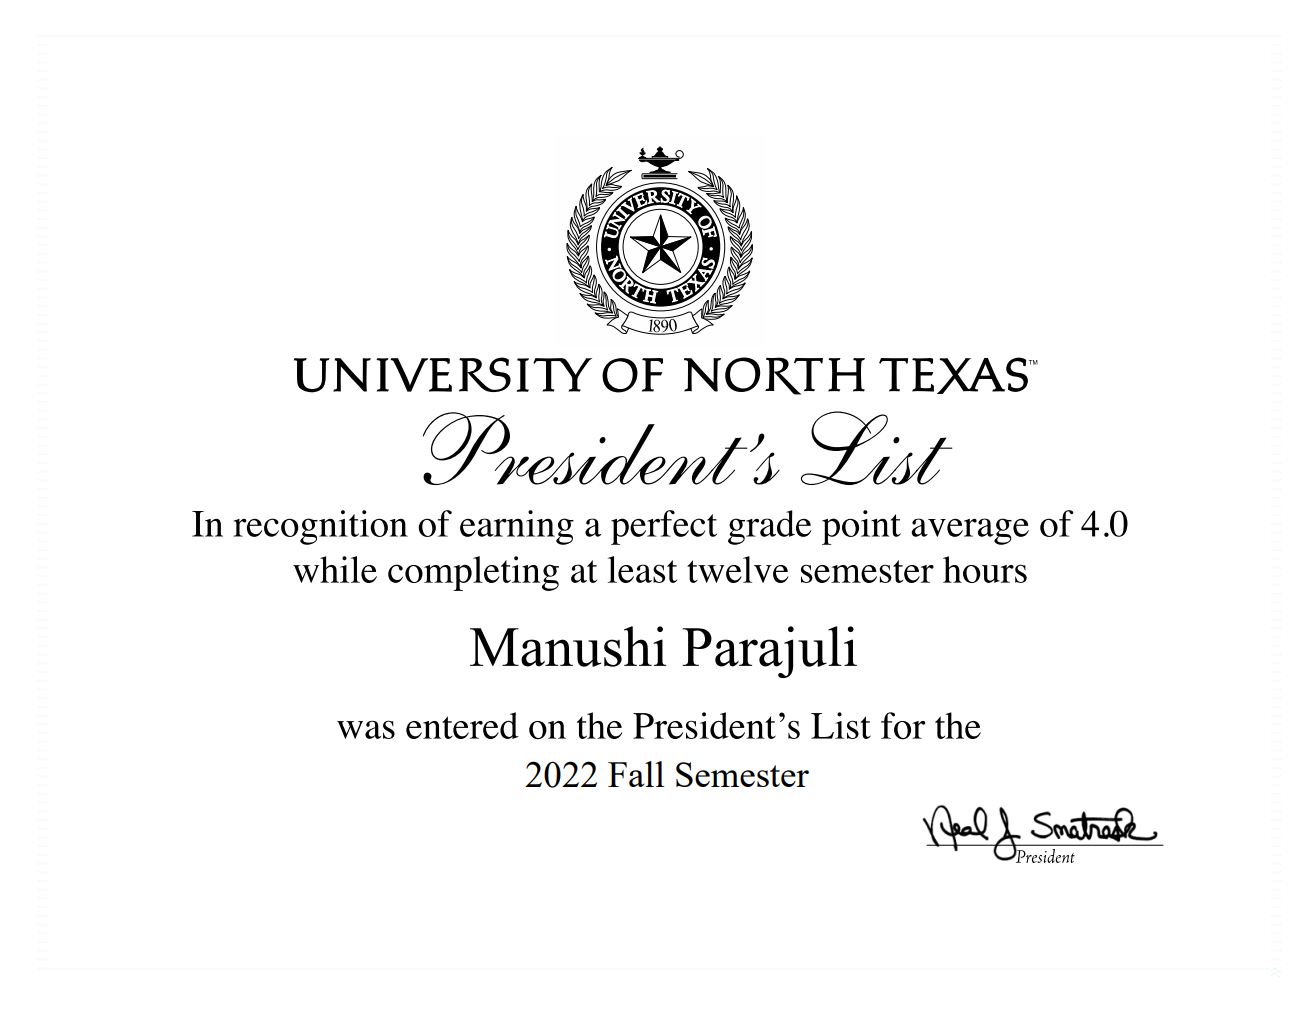 UNIVERSITY OF
NORTH TEXAS
1890
UNIVERSITY OF NORTH TEXAS™
President's List
In recognition of earning a perfect grade point average of 4.0
while completing at least twelve semester hours
Manushi Parajuli
was entered on the President's List for the
2022 Fall Semester
Neal J. Smatresk
President